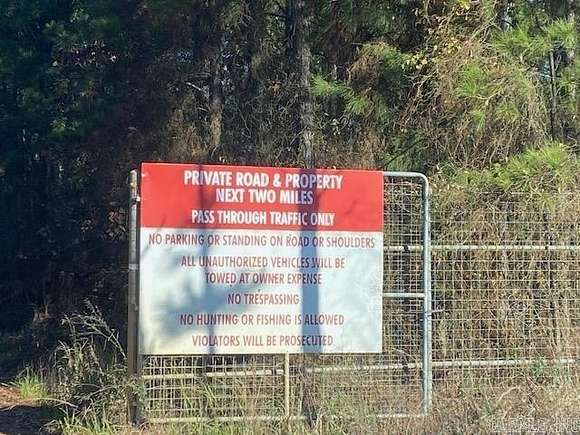 PRIVATE ROAD & PROPERTY
NEXT TWO MILES
PASS THROUGH TRAFFIC ONLY
NO PARKING OR STANDING ON ROAD OR SHOULDERS
ALL UNAUTHORIZED VEHICLES WILL BE
TOWED AT OWNER EXPENSE
NO TRESPASSING
NO HUNTING OR FISHING IS ALLOWED
VIOLATORS WILL BE PROSECUTED